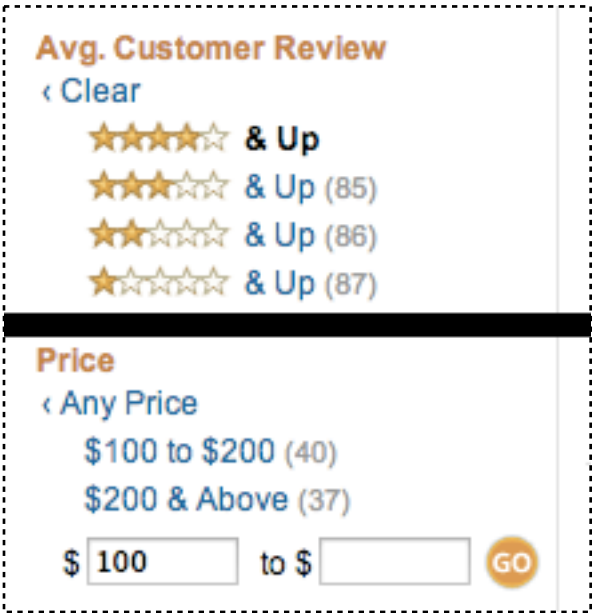 Avg. Customer Review
‹ Clear
& Up
& Up (85)
& Up (86)
& Up (87)
Price
‹ Any Price
$100 to $200 (40)
$200 & Above (37)
$ 100 to $ GO